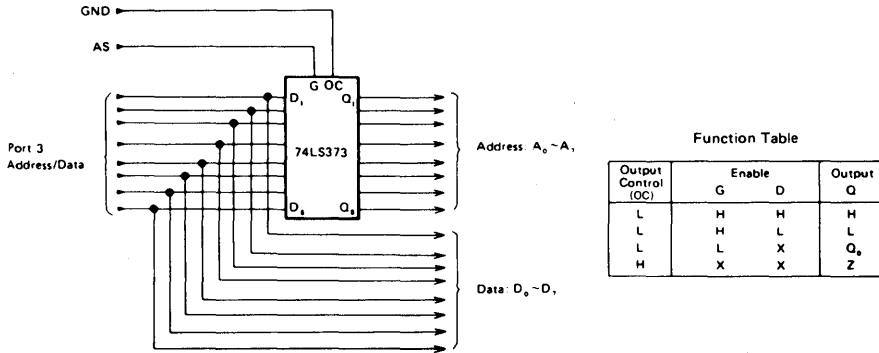 GND
AS
G OC
D₁ Q₁
74LS373
D₈ Q₈
Port 3
Address/Data
Address: A₀~A₇
Data: D₀~D₇
Function Table
Output Control (OC) Enable Output
G D Q
L H H H
L H L L
L L X Q₀
H X X Z